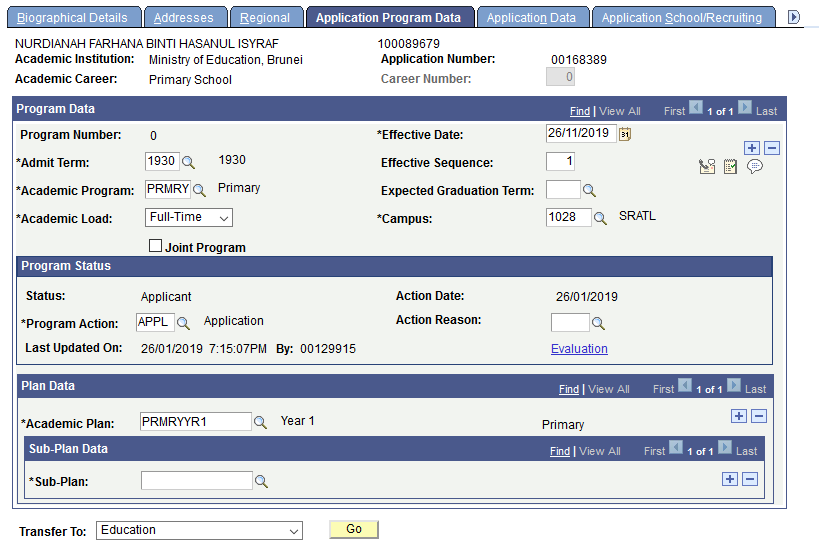 Biographical Details Addresses Regional Application Program Data Application Data Application School/Recruiting
NURDIANAH FARHANA BINTI HASANUL ISYRAF 100089679
Academic Institution: Ministry of Education, Brunei Application Number: 00168389
Academic Career: Primary School Career Number: 0
Program Data Find | View All First 1 of 1 Last
Program Number: 0 *Effective Date: 26/11/2019 31
*Admit Term: 1930 1930 Effective Sequence: 1
*Academic Program: PRMRY Primary Expected Graduation Term:
*Academic Load: Full-Time *Campus: 1028 SRATL
Joint Program
Program Status
Status: Applicant Action Date: 26/01/2019
*Program Action: APPL Application Action Reason:
Last Updated On: 26/01/2019 7:15:07PM By: 00129915 Evaluation
Plan Data Find | View All First 1 of 1 Last
*Academic Plan: PRMRYYR1 Year 1 Primary
Sub-Plan Data Find | View All First 1 of 1 Last
*Sub-Plan:
Transfer To: Education Go